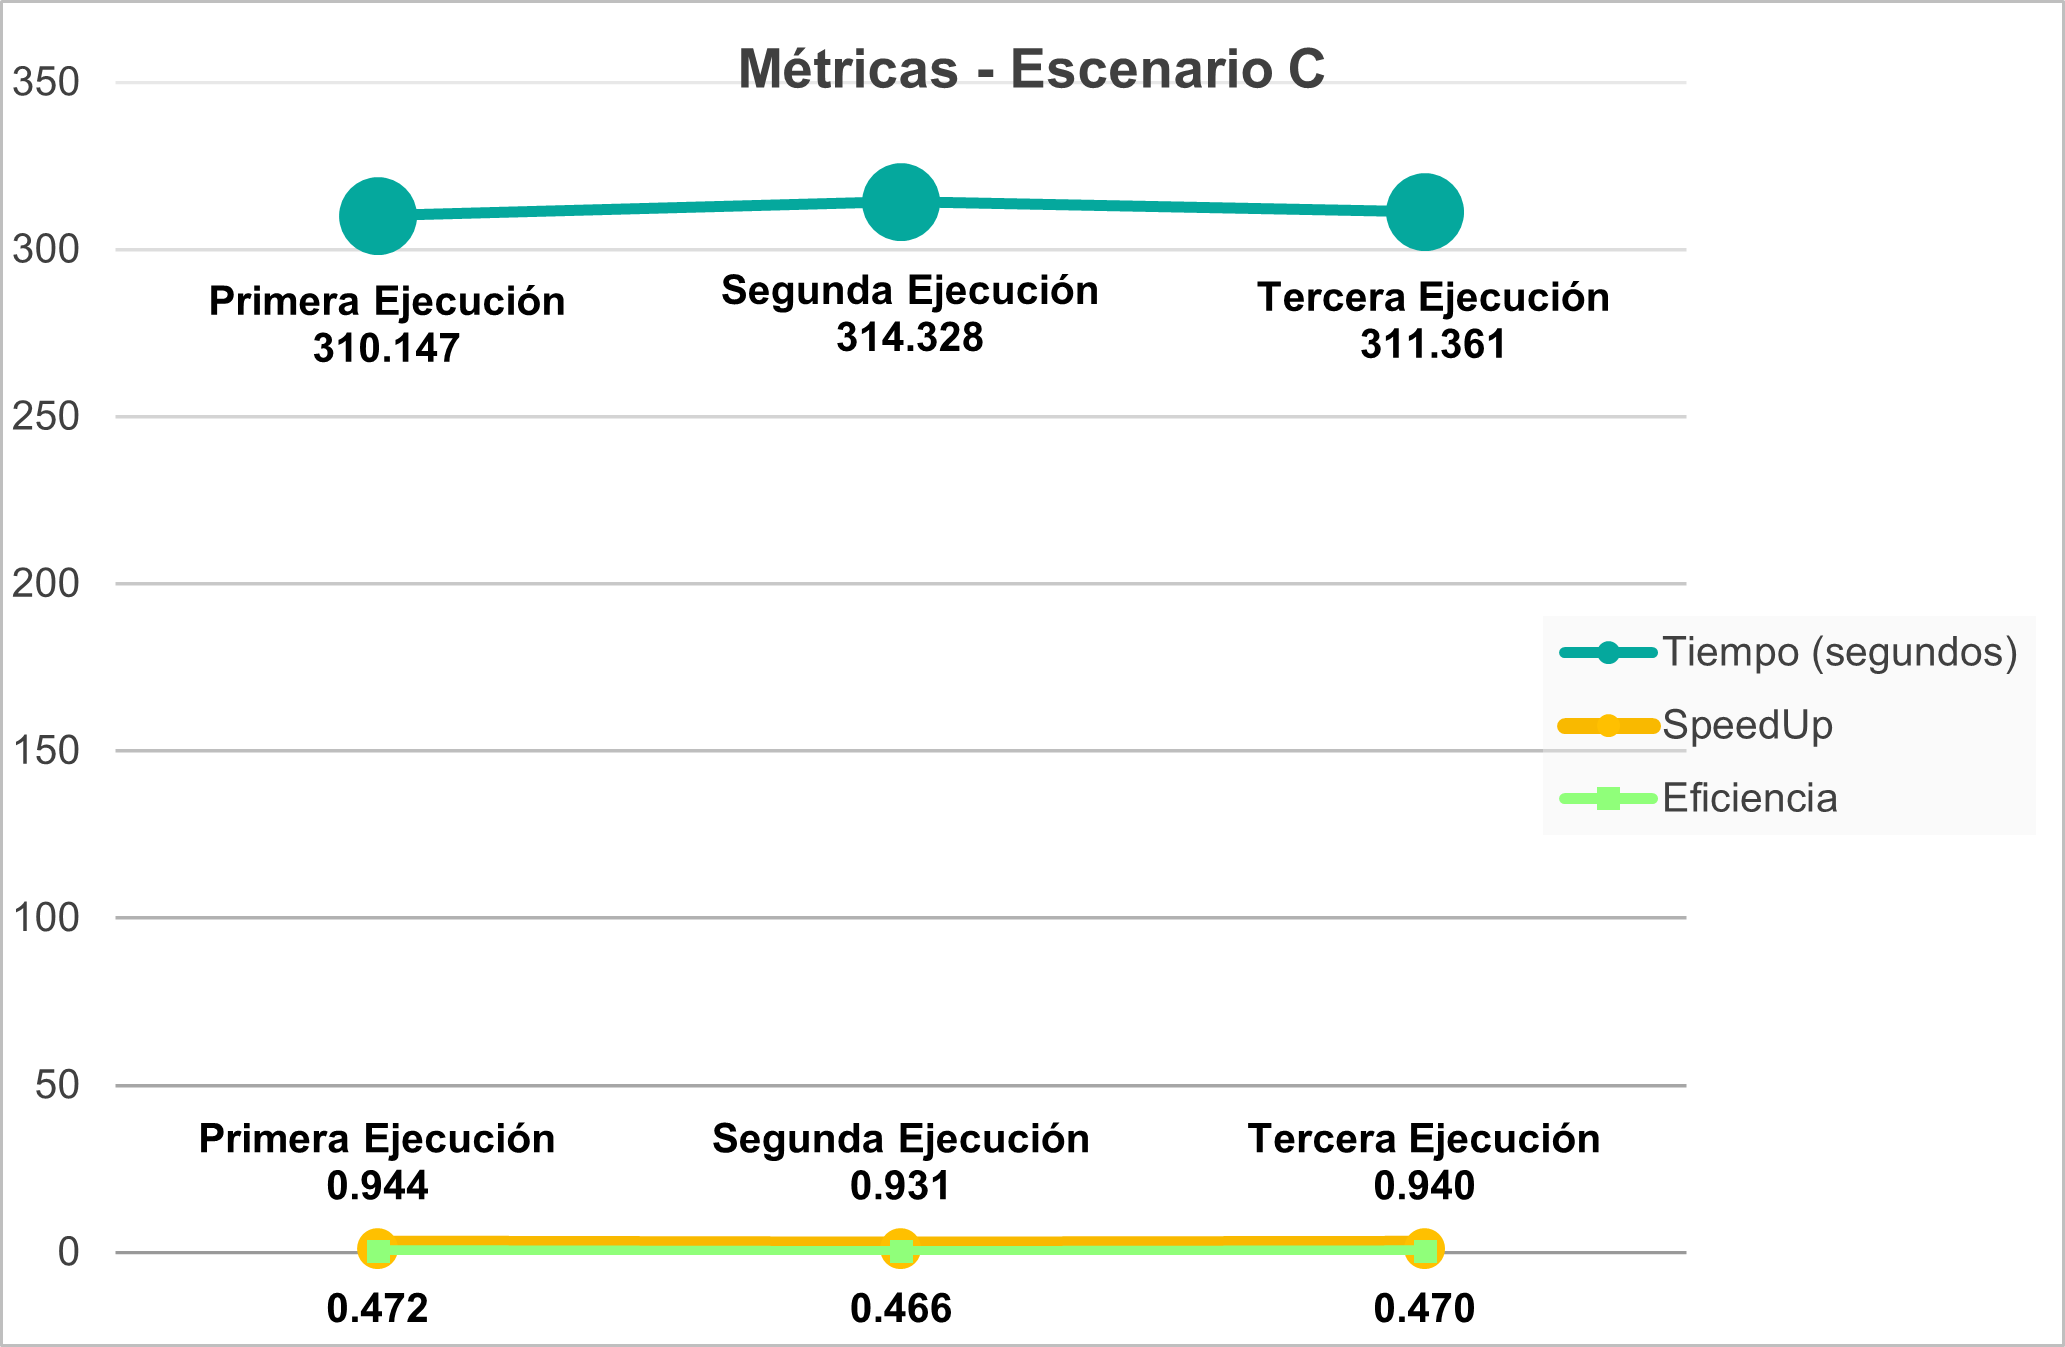 Métricas - Escenario C
350
300
250
200
150
100
50
0
Primera Ejecución
310.147
Segunda Ejecución
314.328
Tercera Ejecución
311.361
Tiempo (segundos)
SpeedUp
Eficiencia
Primera Ejecución
0.944
Segunda Ejecución
0.931
Tercera Ejecución
0.940
0.472
0.466
0.470